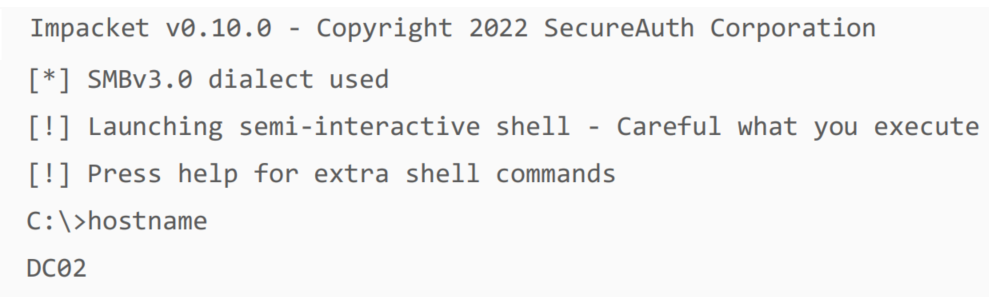 Impacket v0.10.0 - Copyright 2022 SecureAuth Corporation
[*] SMBv3.0 dialect used
[!] Launching semi-interactive shell - Careful what you execute
[!] Press help for extra shell commands
C:\>hostname
DC02